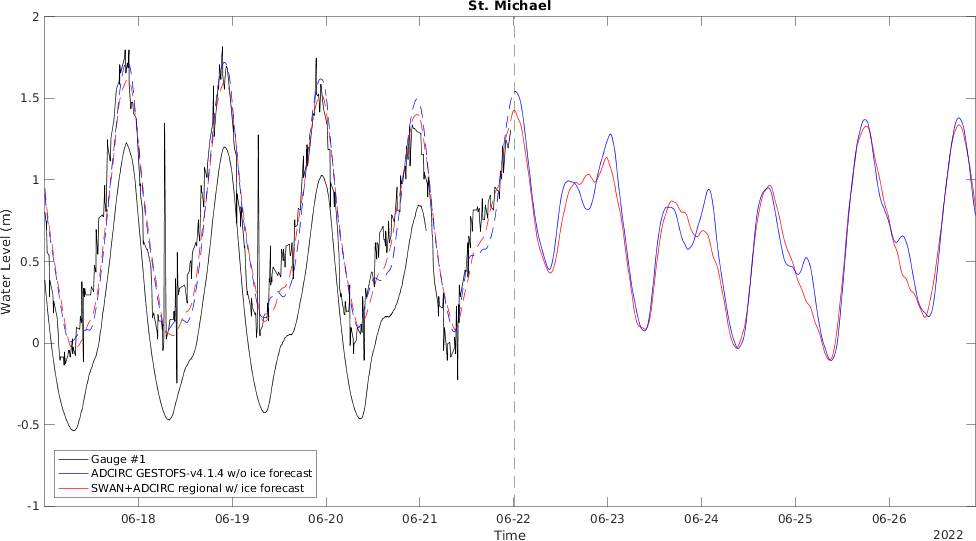 St. Michael
Water Level (m)
2
1.5
1
0.5
0
-0.5
-1
Gauge #1
ADCIRC GESTOFS-v4.1.4 w/o ice forecast
SWAN+ADCIRC regional w/ ice forecast
06-18 06-19 06-20 06-21 06-22 06-23 06-24 06-25 06-26
Time
2022